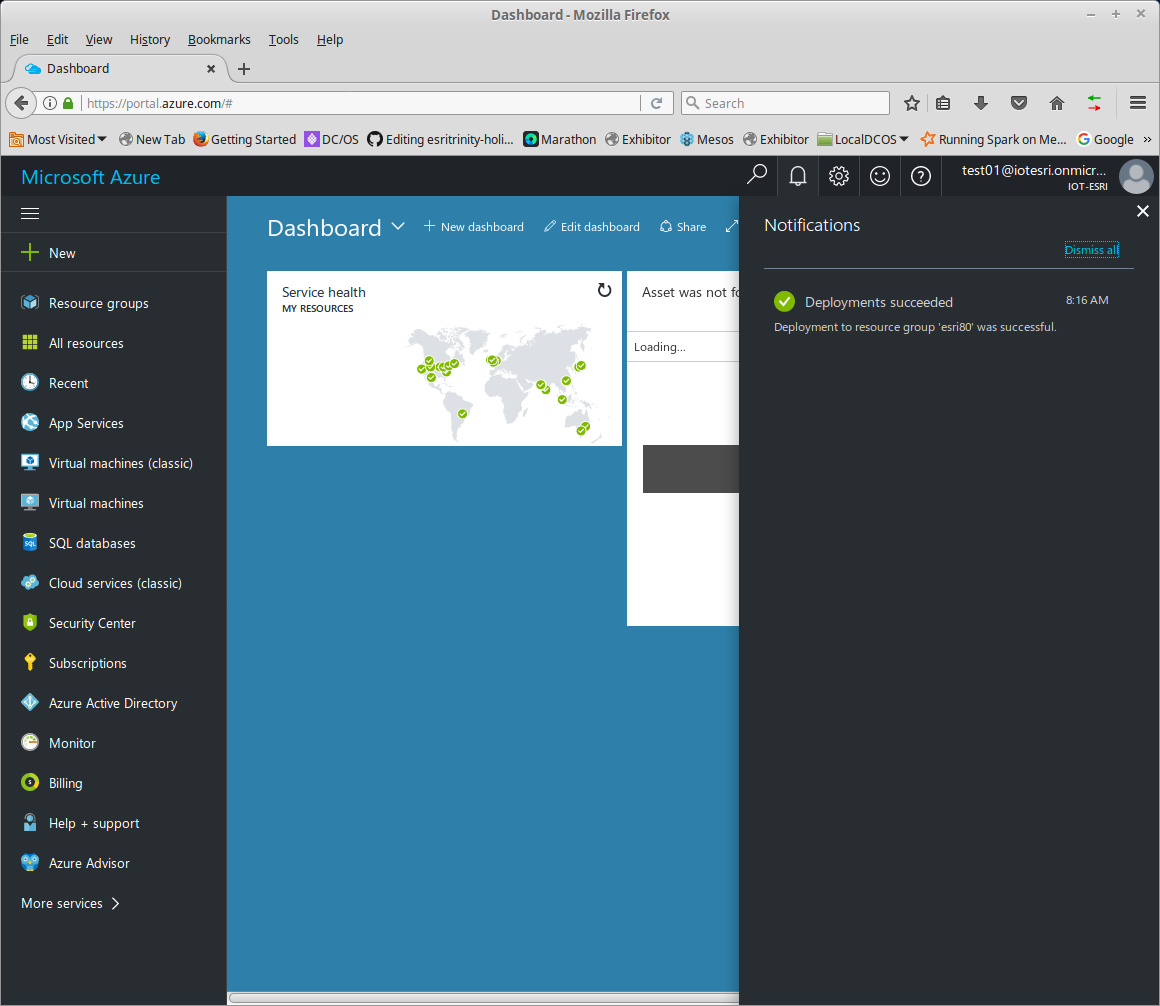 Dashboard - Mozilla Firefox
File Edit View History Bookmarks Tools Help
Dashboard
https://portal.azure.com/#
Search
Most Visited New Tab Getting Started DC/OS Editing esritrinity-holi... Marathon Exhibitor Mesos Exhibitor LocalDCOS Running Spark on Me... Google
Microsoft Azure
test01@iotesri.onmicr...
IOT-ESRI
New
Resource groups
All resources
Recent
App Services
Virtual machines (classic)
Virtual machines
SQL databases
Cloud services (classic)
Security Center
Subscriptions
Azure Active Directory
Monitor
Billing
Help + support
Azure Advisor
More services
Dashboard New dashboard Edit dashboard Share
Service health
MY RESOURCES
Asset was not fo
Loading...
Notifications
Dismiss all
Deployments succeeded 8:16 AM
Deployment to resource group 'esri80' was successful.